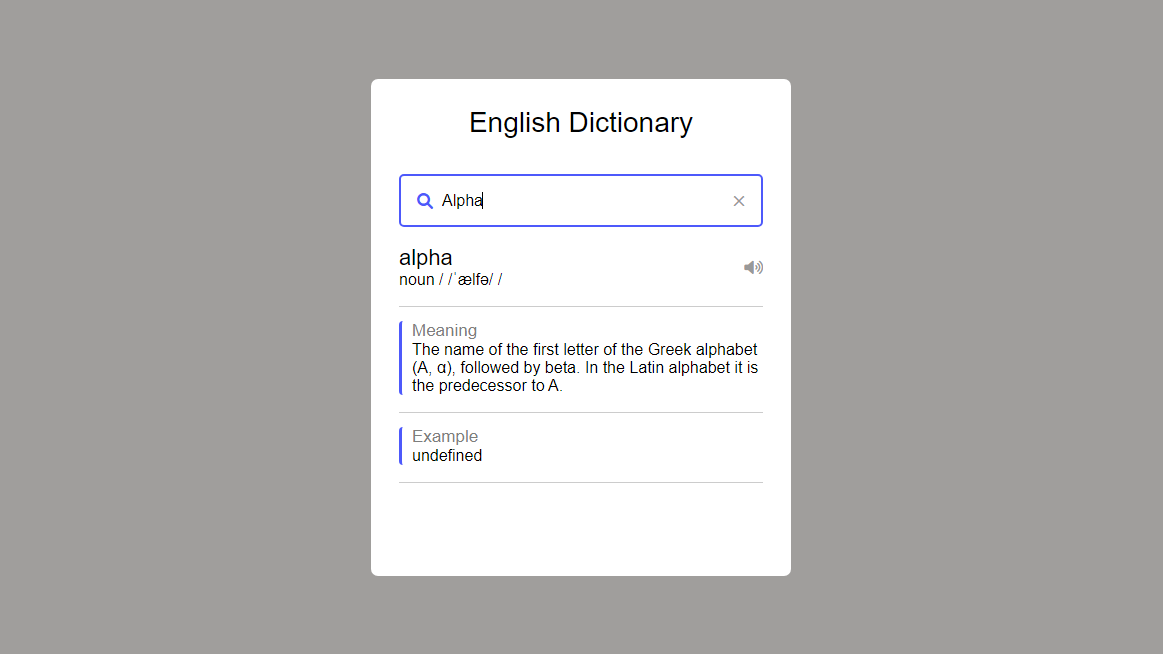 English Dictionary
Alpha
alpha
noun / /ˈælfə/ /
Meaning
The name of the first letter of the Greek alphabet
(Α, α), followed by beta. In the Latin alphabet it is
the predecessor to A.
Example
undefined